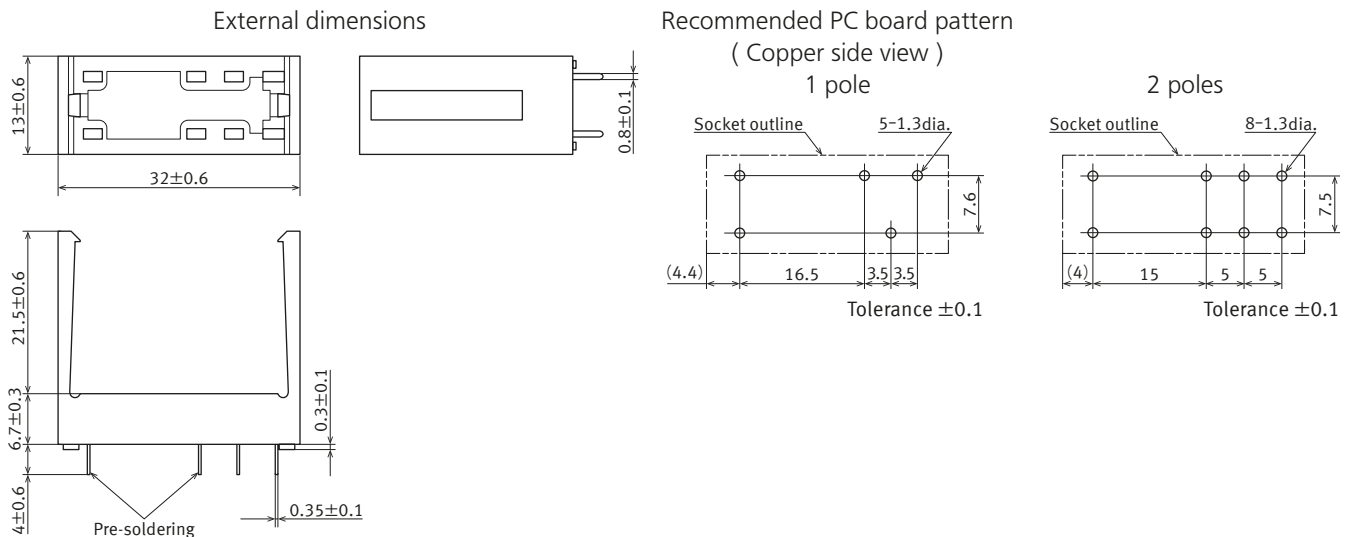 External dimensions
13±0.6
32±0.6
0.8±0.1
21.5±0.6
6.7±0.3
4±0.6
0.3±0.1
0.35±0.1
Pre-soldering
Recommended PC board pattern
( Copper side view )
1 pole
Socket outline
5-1.3dia.
7.6
(4.4)
16.5
3.5
3.5
Tolerance ±0.1
2 poles
Socket outline
8-1.3dia.
7.5
(4)
15
5
5
Tolerance ±0.1